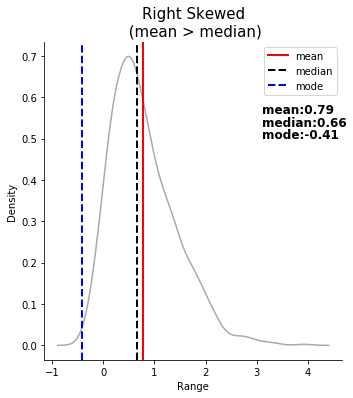 Right Skewed
(mean > median)
mean
median
mode
mean:0.79
median:0.66
mode:-0.41
Density
0.7
0.6
0.5
0.4
0.3
0.2
0.1
0.0
−1
0
1
2
3
4
Range